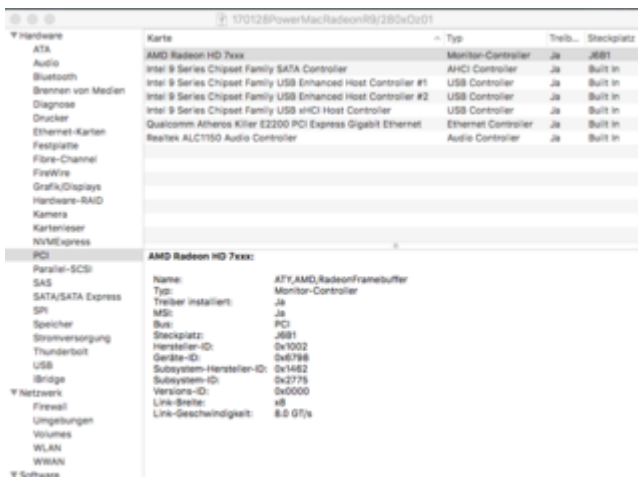 170128PowerMacRadeonR9/280xOz01
Hardware
ATA
Audio
Bluetooth
Brennen von Medien
Diagnose
Drucker
Ethernet-Karten
Festplatte
Fibre-Channel
FireWire
Grafik/Displays
Hardware-RAID
Kamera
Kartenleser
NVMExpress
PCI
Parallel-SCSI
SAS
SATA/SATA Express
SPI
Speicher
Stromversorgung
Thunderbolt
USB
iBridge
Netzwerk
Firewall
Umgebungen
Volumes
WLAN
WWAN
Software
Karte Typ Treib... Steckplatz
AMD Radeon HD 7xxx Monitor-Controller Ja J6B1
Intel 9 Series Chipset Family SATA Controller AHCI Controller Ja Built In
Intel 9 Series Chipset Family USB Enhanced Host Controller #1 USB Controller Ja Built In
Intel 9 Series Chipset Family USB Enhanced Host Controller #2 USB Controller Ja Built In
Intel 9 Series Chipset Family USB xHCI Host Controller USB Controller Ja Built In
Qualcomm Atheros Killer E2200 PCI Express Gigabit Ethernet Ethernet Controller Ja Built In
Realtek ALC1150 Audio Controller Audio Controller Ja Built In
AMD Radeon HD 7xxx:
Name: ATY,AMD,RadeonFramebuffer
Typ: Monitor-Controller
Treiber installiert: Ja
MSI: Ja
Bus: PCI
Steckplatz: J6B1
Hersteller-ID: 0x1002
Geräte-ID: 0x6798
Subsystem-Hersteller-ID: 0x1462
Subsystem-ID: 0x2775
Versions-ID: 0x0000
Link-Breite: x8
Link-Geschwindigkeit: 8.0 GT/s